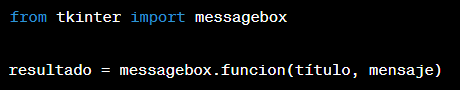 from tkinter import messagebox
resultado = messagebox.funcion(título, mensaje)